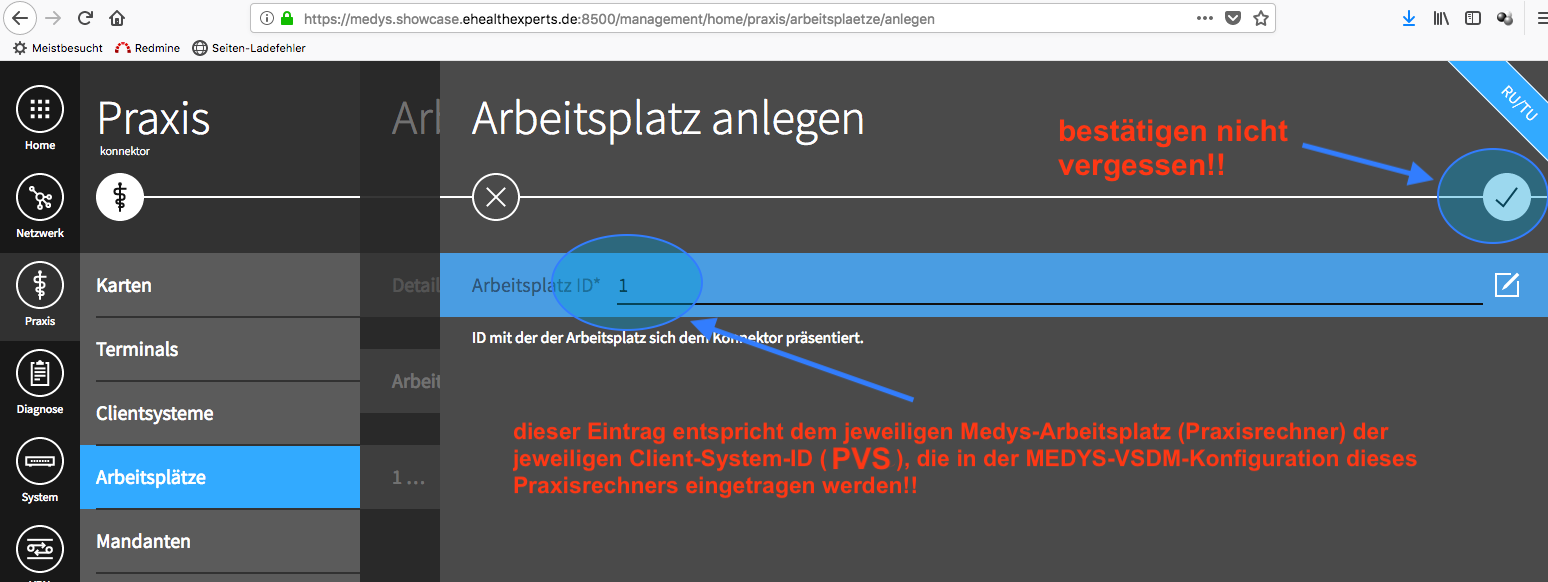 https://medys.showcase.ehealthexperts.de:8500/management/home/praxis/arbeitsplaetze/anlegen
Meistbesucht Redmine Seiten-Ladefehler
Home
Netzwerk
Praxis
Diagnose
System
Praxis
konnektor
Karten
Terminals
Clientsysteme
Arbeitsplätze
Mandanten
Detail
Arbeit
1 ...
Arbeitsplatz anlegen
RU/TU
bestätigen nicht
vergessen!!
Arbeitsplatz ID* 1
ID mit der der Arbeitsplatz sich dem Konnektor präsentiert.
dieser Eintrag entspricht dem jeweiligen Medys-Arbeitsplatz (Praxisrechner) der
jeweiligen Client-System-ID ( PVS ), die in der MEDYS-VSDM-Konfiguration dieses
Praxisrechners eingetragen werden!!